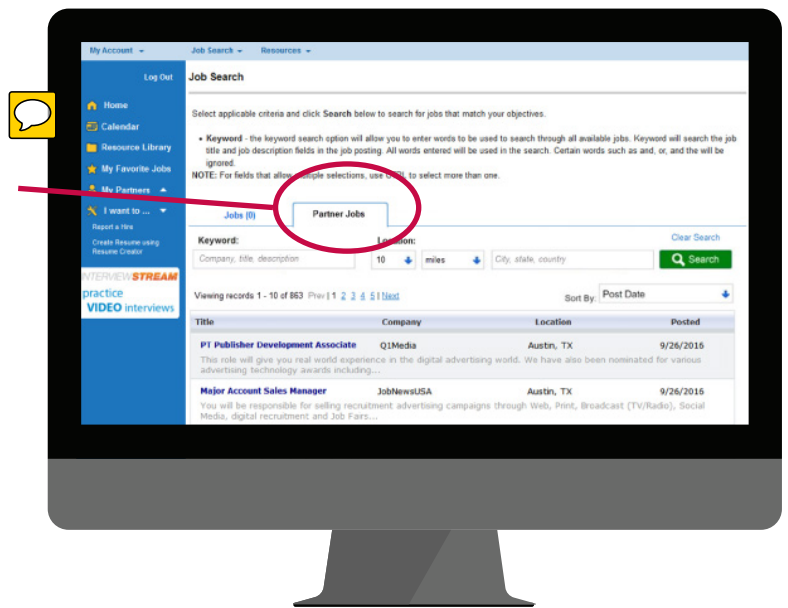 My Account
Job Search
Resources
Log Out
Home
Calendar
Resource Library
My Favorite Jobs
My Partners
I want to ...
Report a Hire
Create Resume using
Resume Creator
INTERVIEWSTREAM
practice
VIDEO interviews
Job Search
Select applicable criteria and click Search below to search for jobs that match your objectives.
• Keyword - the keyword search option will allow you to enter words to be used to search through all available jobs. Keyword will search the job
title and job description fields in the job posting. All words entered will be used in the search. Certain words such as and, or, and the will be
ignored.
NOTE: For fields that allow multiple selections, use CTRL to select more than one.
Jobs (0)
Partner Jobs
Keyword:
Location:
Clear Search
Company, title, description
10
miles
City, state, country
Search
Viewing records 1 - 10 of 863 Prev | 1 2 3 4 5 | Next
Sort By: Post Date
Title Company Location Posted
PT Publisher Development Associate Q1Media Austin, TX 9/26/2016
This role will give you real world experience in the digital advertising world. We have also been nominated for various
advertising technology awards including...
Major Account Sales Manager JobNewsUSA Austin, TX 9/26/2016
You will be responsible for selling recruitment advertising campaigns through Web, Print, Broadcast (TV/Radio), Social
Media, digital recruitment and Job Fairs...